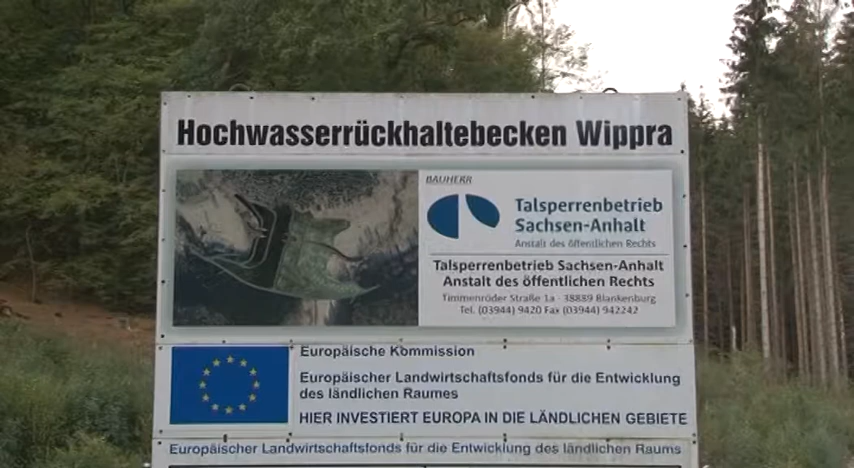 Hochwasserrückhaltebecken Wippra
BAUHERR
Talsperrenbetrieb
Sachsen-Anhalt
Anstalt des öffentlichen Rechts
Talsperrenbetrieb Sachsen-Anhalt
Anstalt des öffentlichen Rechts
Timmenröder Straße 1a · 38889 Blankenburg
Tel. (03944) 9420 Fax (03944) 942242
Europäische Kommission
Europäischer Landwirtschaftsfonds für die Entwicklung
des ländlichen Raumes
HIER INVESTIERT EUROPA IN DIE LÄNDLICHEN GEBIETE
Europäischer Landwirtschaftsfonds für die Entwicklung des ländlichen Raums